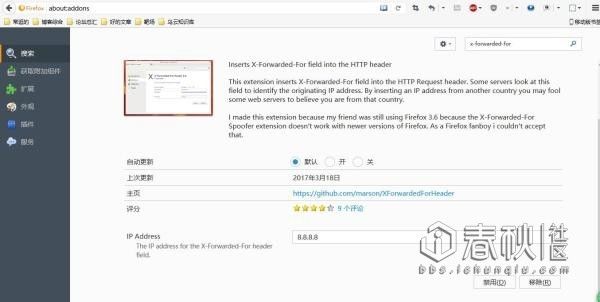 Firefox about:addons
常逛的 博客综合 论坛总汇 好的文章 吧场 乌云知识库 移动版书签
x-forwarded-for
搜索
获取附加组件
扩展
外观
插件
服务
Inserts X-Forwarded-For field into the HTTP header
This extension inserts X-Forwarded-For field into the HTTP Request header. Some servers look at this
field to identify the originating IP address. By inserting an IP address from another country you may fool
some web servers to believe you are from that country.
I made this extension because my friend was still using Firefox 3.6 because the X-Forwarded-For
Spoofer extension doesn't work with newer versions of Firefox. As a Firefox fanboy i couldn't accept
that.
自动更新 默认 开 关
上次更新 2017年3月18日
主页 https://github.com/marson/XForwardedForHeader
评分 9 个评论
IP Address 8.8.8.8
The IP address for the X-Forwarded-For header
field.
春秋社区
bbs.ichunqiu.com
禁用(D) 移除(R)